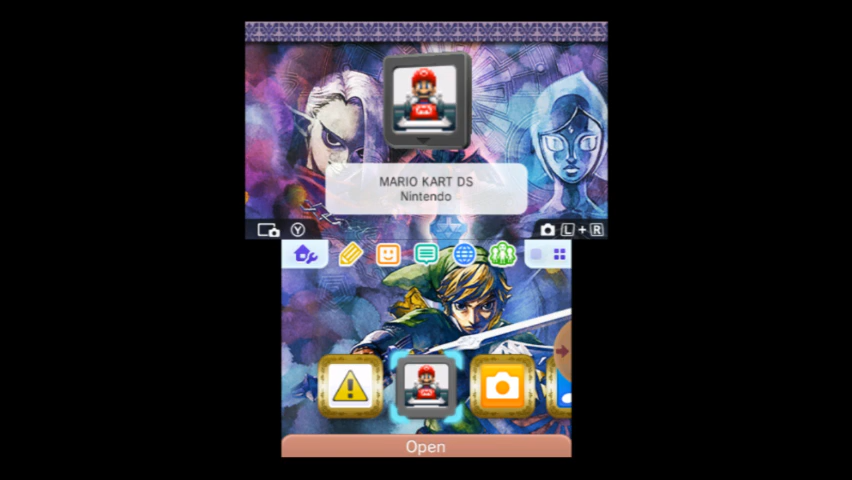 MARIO KART DS
Nintendo
Y
L + R
Open